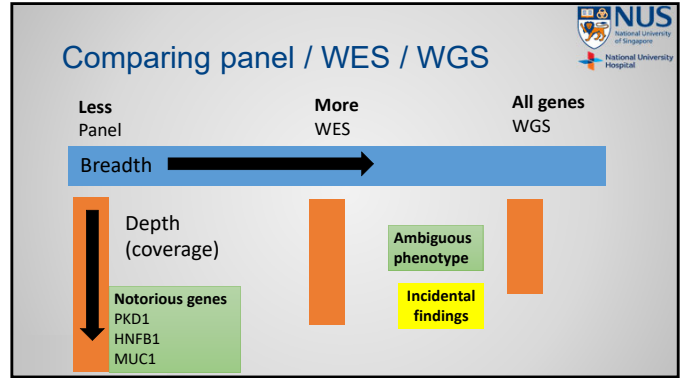 NUS
National University
of Singapore
National University
Hospital
Comparing panel / WES / WGS
Less
Panel
More
WES
All genes
WGS
Breadth
Depth
(coverage)
Notorious genes
PKD1
HNFB1
MUC1
Ambiguous
phenotype
Incidental
findings